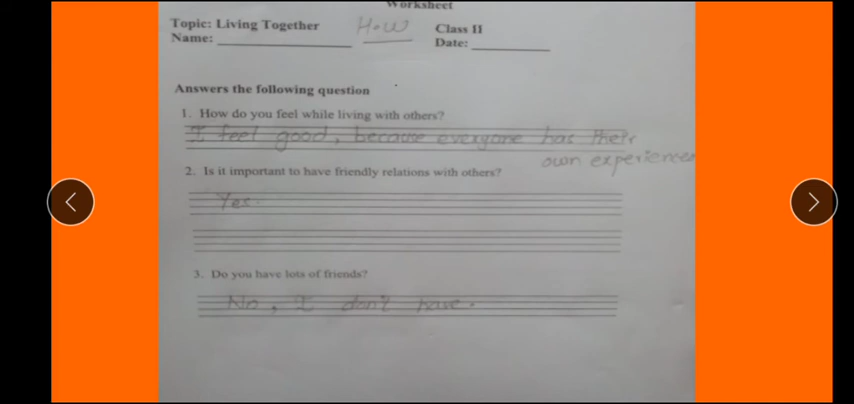 Worksheet
Topic: Living Together How Class II
Name: ____________ Date: ____________
Answers the following question
1. How do you feel while living with others?
I feel good, because everyone has their
own experiences
2. Is it important to have friendly relations with others?
Yes.
3. Do you have lots of friends?
No, I don't have.